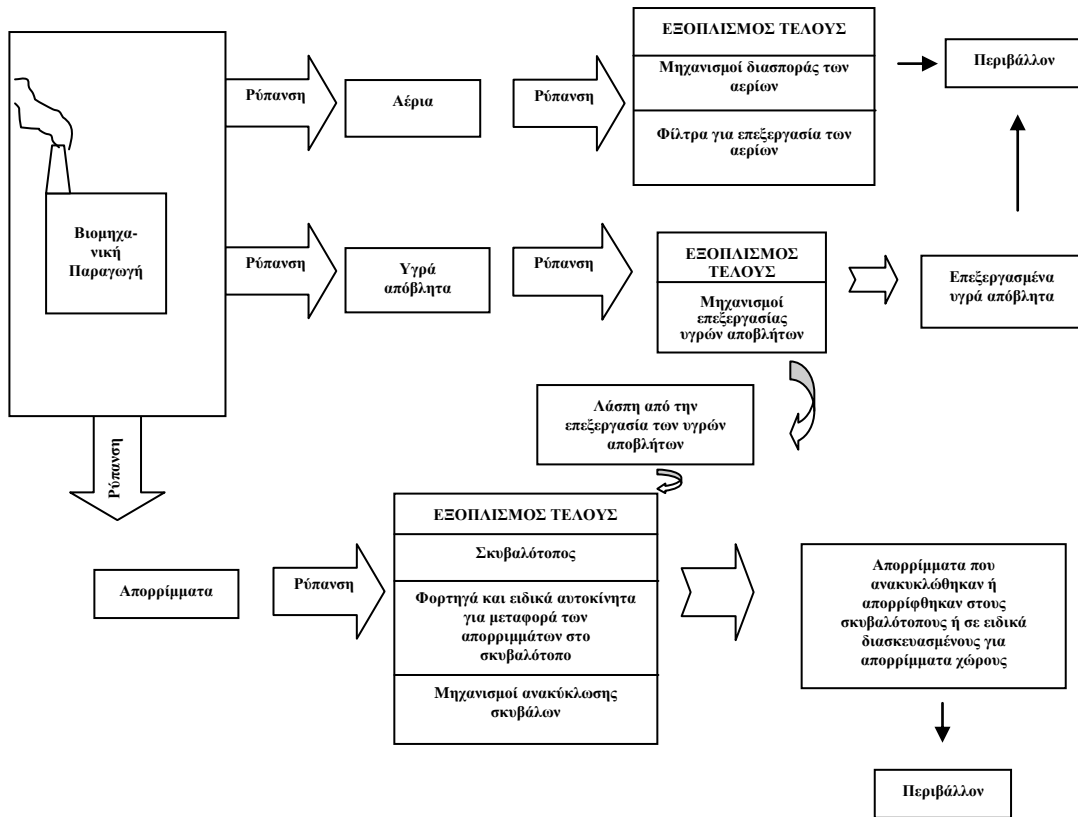 Βιομηχα-
νική
Παραγωγή
Ρύπανση
Αέρια
Ρύπανση
ΕΞΟΠΛΙΣΜΟΣ ΤΕΛΟΥΣ
Μηχανισμοί διασποράς των
αερίων
Φίλτρα για επεξεργασία των
αερίων
Περιβάλλον
Ρύπανση
Υγρά
απόβλητα
Ρύπανση
ΕΞΟΠΛΙΣΜΟΣ
ΤΕΛΟΥΣ
Μηχανισμοί
επεξεργασίας
υγρών αποβλήτων
Επεξεργασμένα
υγρά απόβλητα
Λάσπη από την
επεξεργασία των υγρών
αποβλήτων
Ρύπανση
Απορρίμματα
Ρύπανση
ΕΞΟΠΛΙΣΜΟΣ ΤΕΛΟΥΣ
Σκυβαλότοπος
Φορτηγά και ειδικά αυτοκίνητα
για μεταφορά των
απορριμμάτων στο
σκυβαλότοπο
Μηχανισμοί ανακύκλωσης
σκυβάλων
Απορρίμματα που
ανακυκλώθηκαν ή
απορρίφθηκαν στους
σκυβαλότοπους ή σε ειδικά
διασκευασμένους για
απορρίμματα χώρους
Περιβάλλον